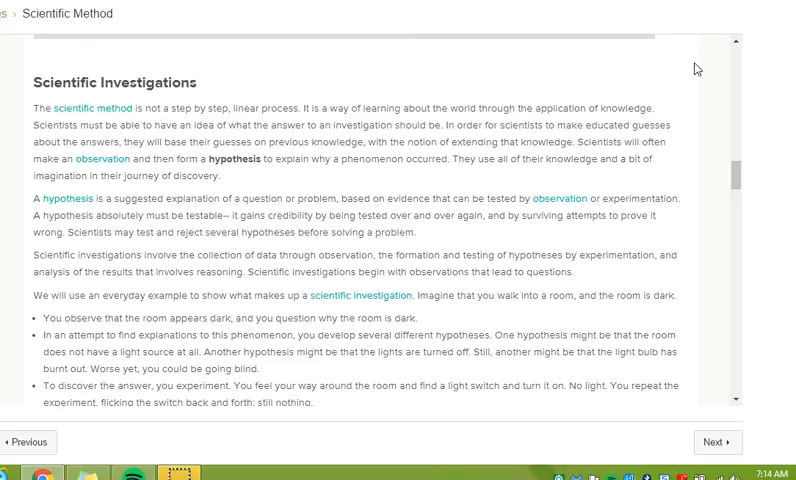 es › Scientific Method
Scientific Investigations
The scientific method is not a step by step, linear process. It is a way of learning about the world through the application of knowledge.
Scientists must be able to have an idea of what the answer to an investigation should be. In order for scientists to make educated guesses
about the answers, they will base their guesses on previous knowledge, with the notion of extending that knowledge. Scientists will often
make an observation and then form a hypothesis to explain why a phenomenon occurred. They use all of their knowledge and a bit of
imagination in their journey of discovery.
A hypothesis is a suggested explanation of a question or problem, based on evidence that can be tested by observation or experimentation.
A hypothesis absolutely must be testable-- it gains credibility by being tested over and over again, and by surviving attempts to prove it
wrong. Scientists may test and reject several hypotheses before solving a problem.
Scientific investigations involve the collection of data through observation, the formation and testing of hypotheses by experimentation, and
analysis of the results that involves reasoning. Scientific investigations begin with observations that lead to questions.
We will use an everyday example to show what makes up a scientific investigation. Imagine that you walk into a room, and the room is dark.
• You observe that the room appears dark, and you question why the room is dark.
• In an attempt to find explanations to this phenomenon, you develop several different hypotheses. One hypothesis might be that the room
does not have a light source at all. Another hypothesis might be that the lights are turned off. Still, another might be that the light bulb has
burnt out. Worse yet, you could be going blind.
• To discover the answer, you experiment. You feel your way around the room and find a light switch and turn it on. No light. You repeat the
experiment, flicking the switch back and forth; still nothing.
Previous
Next
7:14 AM